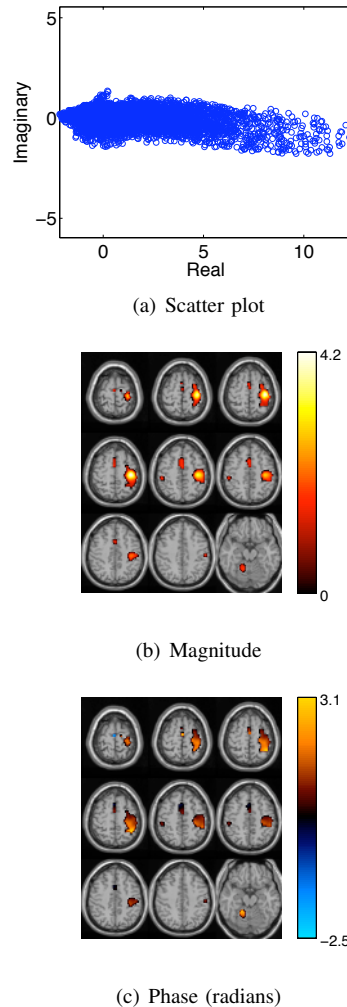 5
0
−5
Imaginary
0
5
10
Real
(a) Scatter plot
4.2
0
(b) Magnitude
3.1
−2.5
(c) Phase (radians)